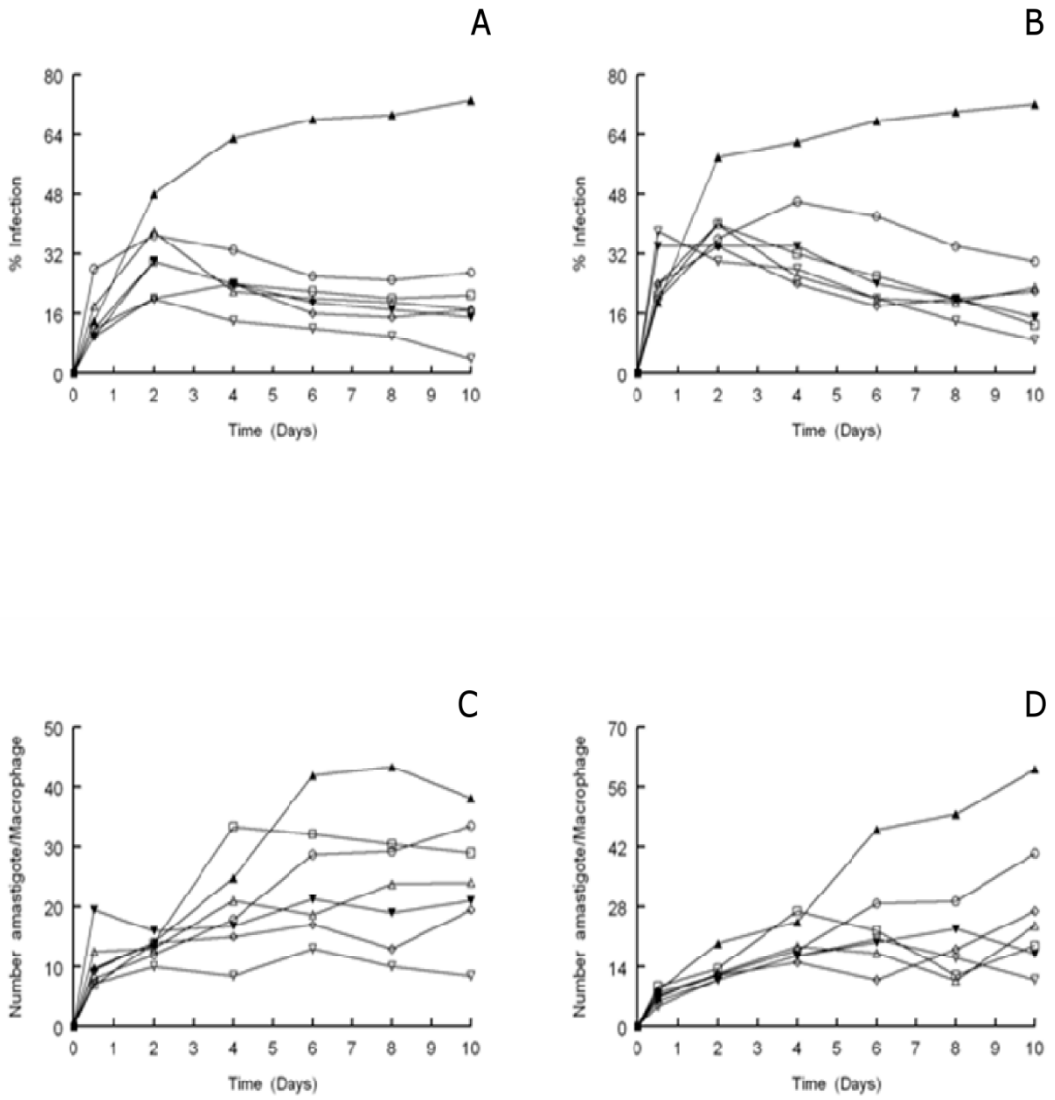 A
80
64
48
32
16
0
% Infection
0 1 2 3 4 5 6 7 8 9 10
Time (Days)
B
80
64
48
32
16
0
% Infection
0 1 2 3 4 5 6 7 8 9 10
Time (Days)
C
50
40
30
20
10
0
Number amastigote/Macrophage
0 1 2 3 4 5 6 7 8 9 10
Time (Days)
D
70
56
42
28
14
0
Number amastigote/Macrophage
0 1 2 3 4 5 6 7 8 9 10
Time (Days)